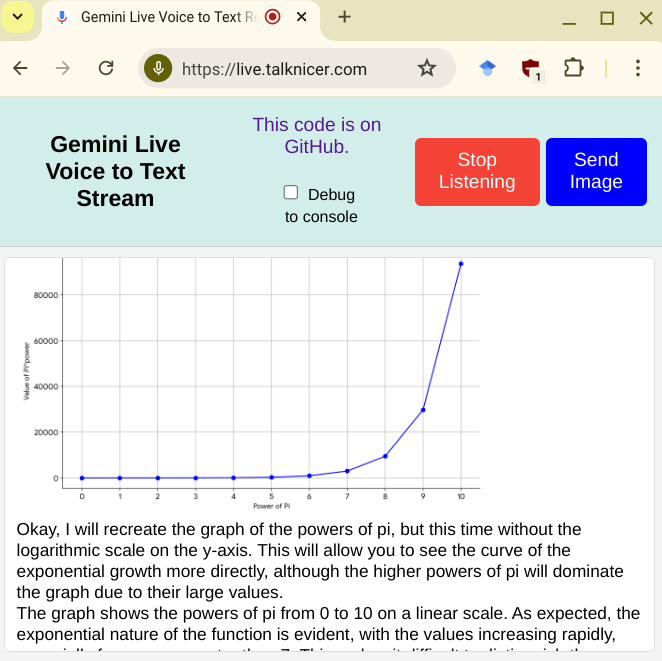 Gemini Live Voice to Text R
https://live.talknicer.com
1
Gemini Live
Voice to Text
Stream
This code is on
GitHub.
Debug
to console
Stop
Listening
Send
Image
Value of Pi^power
80000
60000
40000
20000
0
0 1 2 3 4 5 6 7 8 9 10
Power of Pi
Okay, I will recreate the graph of the powers of pi, but this time without the
logarithmic scale on the y-axis. This will allow you to see the curve of the
exponential growth more directly, although the higher powers of pi will dominate
the graph due to their large values.
The graph shows the powers of pi from 0 to 10 on a linear scale. As expected, the
exponential nature of the function is evident, with the values increasing rapidly,